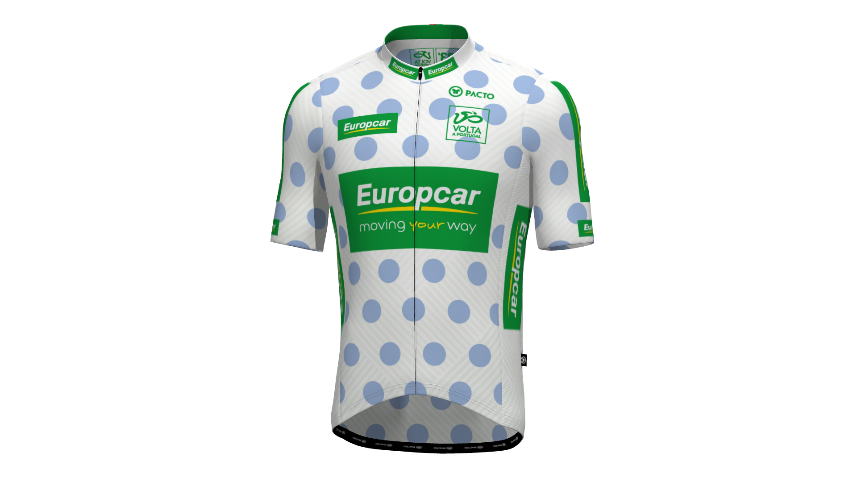 Europcar Europcar
PACTO
Europcar
VOLTA
A PORTUGAL
Europcar
moving your way
Europcar